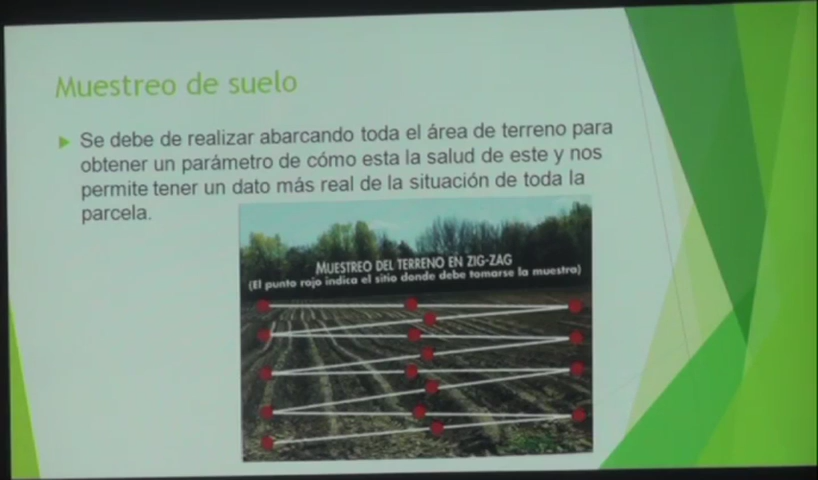 Muestreo de suelo
Se debe de realizar abarcando toda el área de terreno para
obtener un parámetro de cómo esta la salud de este y nos
permite tener un dato más real de la situación de toda la
parcela.
MUESTREO DEL TERRENO EN ZIG-ZAG
(El punto rojo indica el sitio donde debe tomarse la muestra)